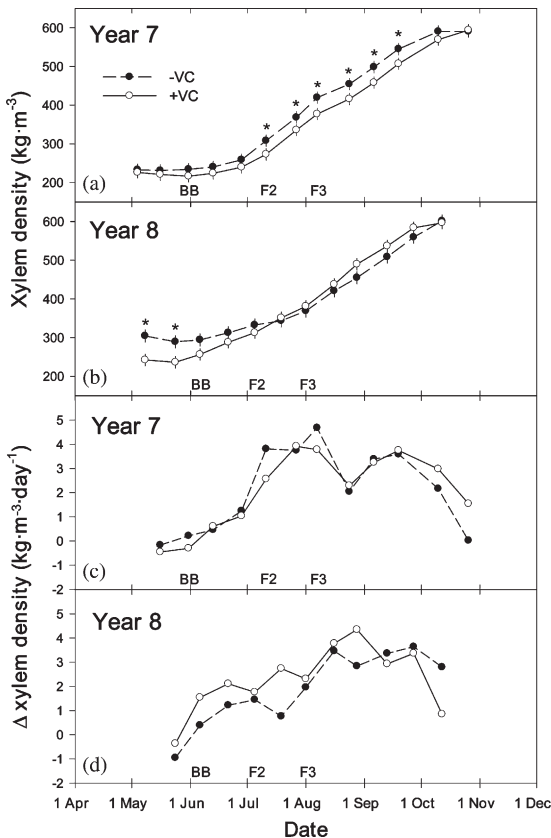 Year 7
-VC
+VC
600
500
400
300
200
* * * * * * *
(a)
BB F2 F3
Xylem density (kg·m⁻³)
Year 8
600
500
400
300
200
* *
(b)
BB F2 F3
Year 7
5
4
3
2
1
0
-1
-2
(c)
BB F2 F3
Δ xylem density (kg·m⁻³·day⁻¹)
Year 8
5
4
3
2
1
0
-1
-2
(d)
BB F2 F3
1 Apr 1 May 1 Jun 1 Jul 1 Aug 1 Sep 1 Oct 1 Nov 1 Dec
Date